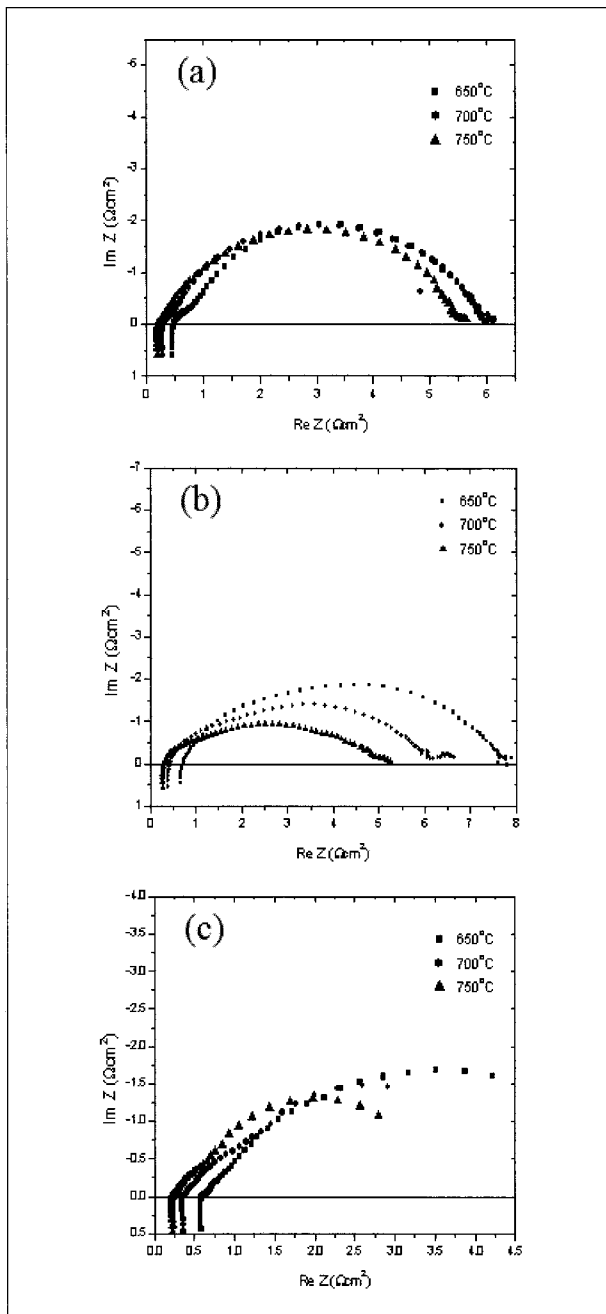 (a)
650°C
700°C
750°C
-6
-5
-4
-3
-2
-1
0
1
Im Z (Ωcm²)
0 1 2 3 4 5 6
Re Z (Ωcm²)
(b)
650°C
700°C
750°C
-7
-6
-5
-4
-3
-2
-1
0
1
Im Z (Ωcm²)
0 1 2 3 4 5 6 7 8
Re Z (Ωcm²)
(c)
650°C
700°C
750°C
-4.0
-3.5
-3.0
-2.5
-2.0
-1.5
-1.0
-0.5
0.0
0.5
Im Z (Ωcm²)
0.0 0.5 1.0 1.5 2.0 2.5 3.0 3.5 4.0 4.5
Re Z (Ωcm²)